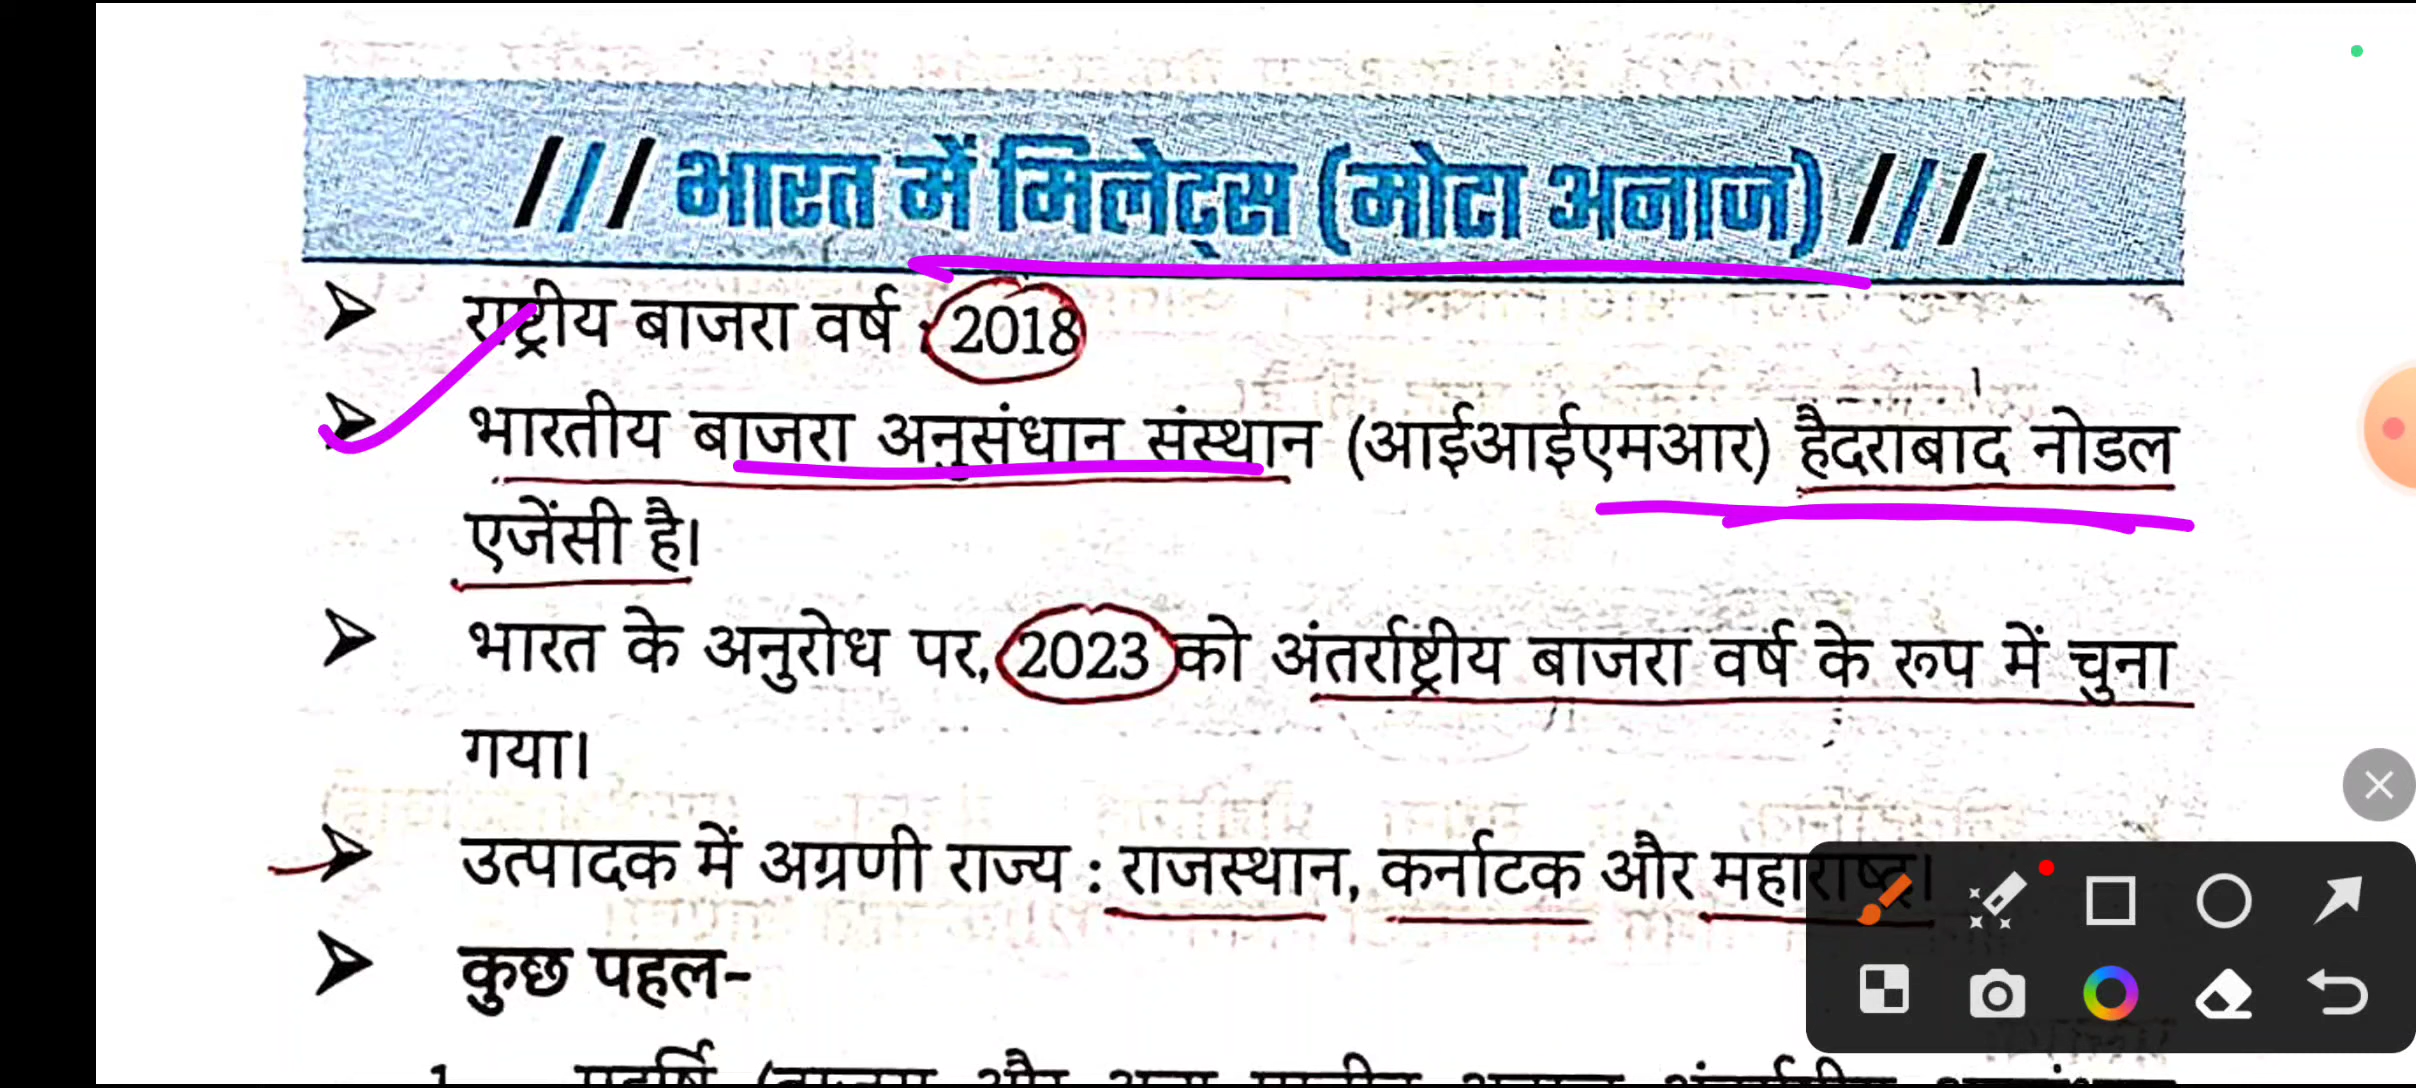 /// भारत में मिलेट्स (मोटा अनाज) ///
➢ राष्ट्रीय बाजरा वर्ष : 2018
➢ भारतीय बाजरा अनुसंधान संस्थान (आईआईएमआर) हैदराबाद नोडल
एजेंसी है।
➢ भारत के अनुरोध पर, 2023 को अंतर्राष्ट्रीय बाजरा वर्ष के रूप में चुना
गया।
➢ उत्पादक में अग्रणी राज्य : राजस्थान, कर्नाटक और महाराष्ट्र।
➢ कुछ पहल-